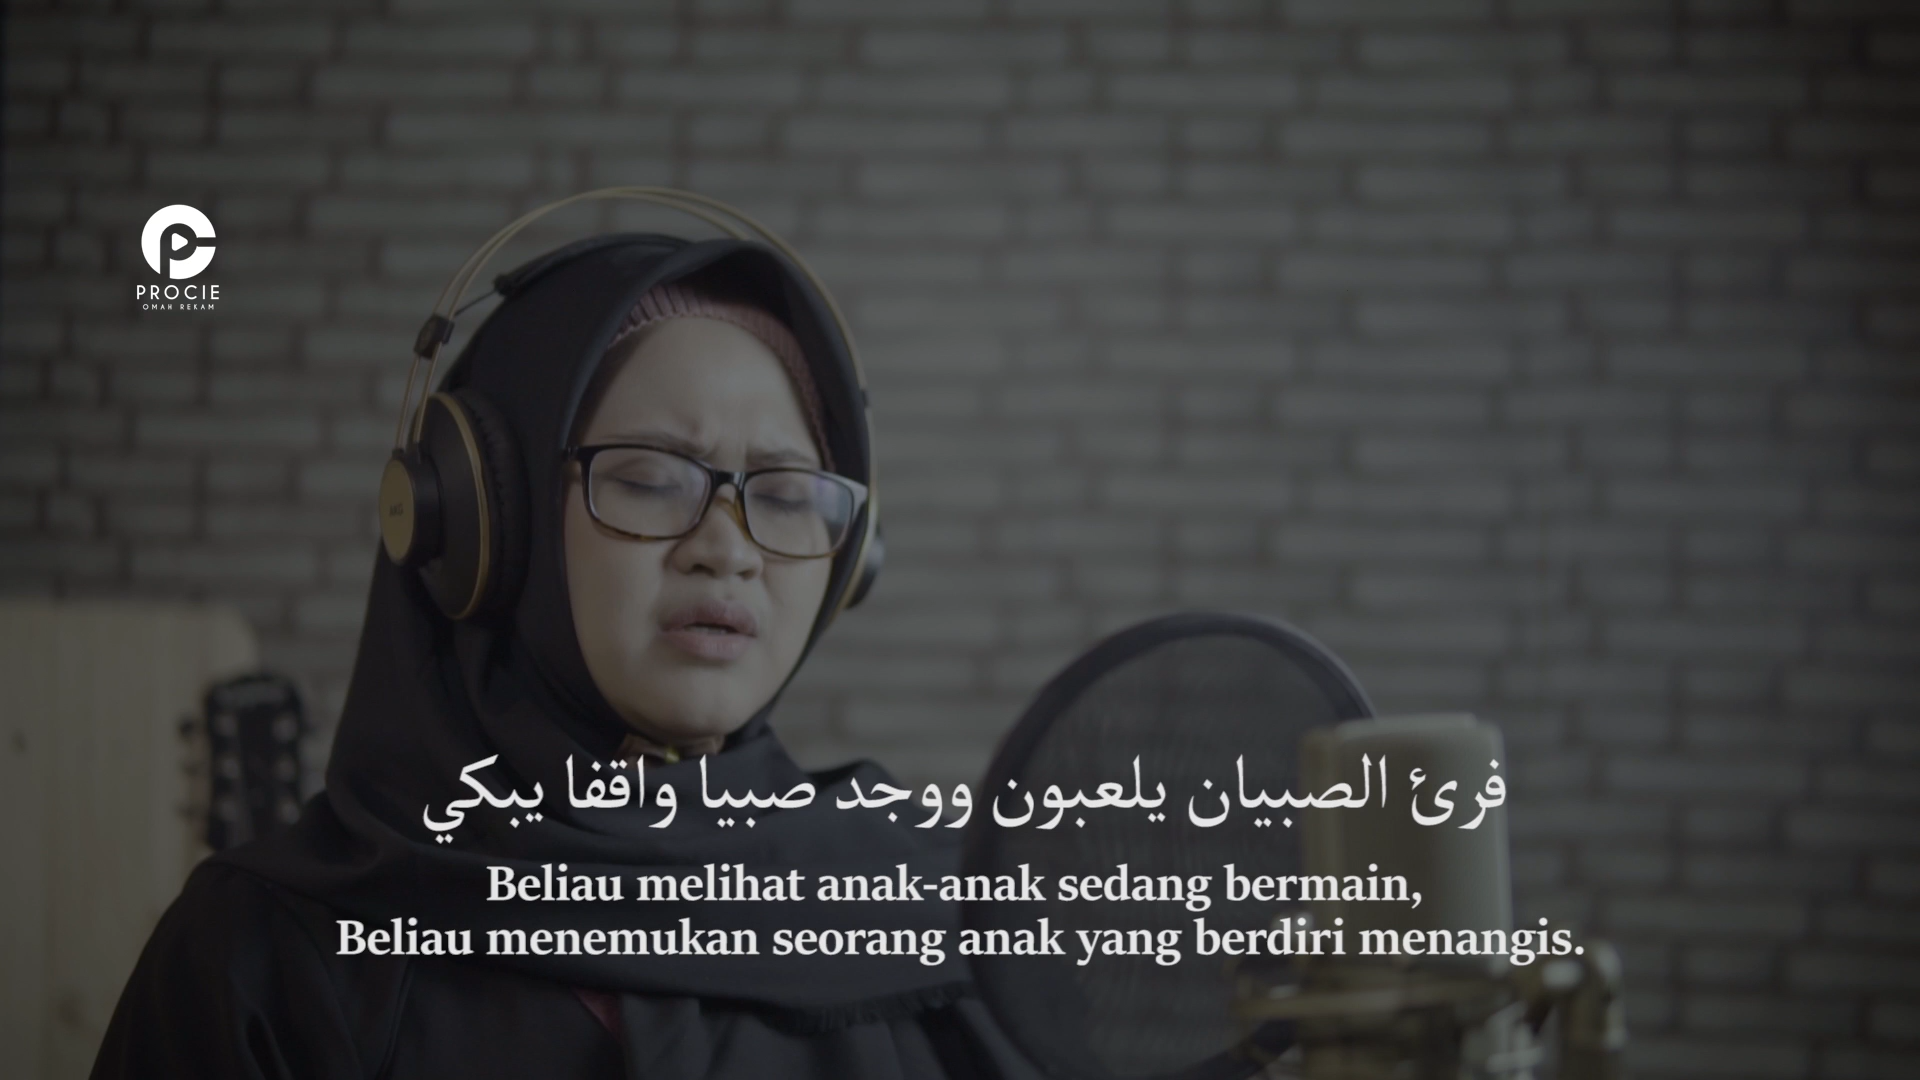 PROCIE
OMAH REKAM
فرئ الصبيان يلعبون ووجد صبيا واقفا يبكي
Beliau melihat anak-anak sedang bermain,
Beliau menemukan seorang anak yang berdiri menangis.